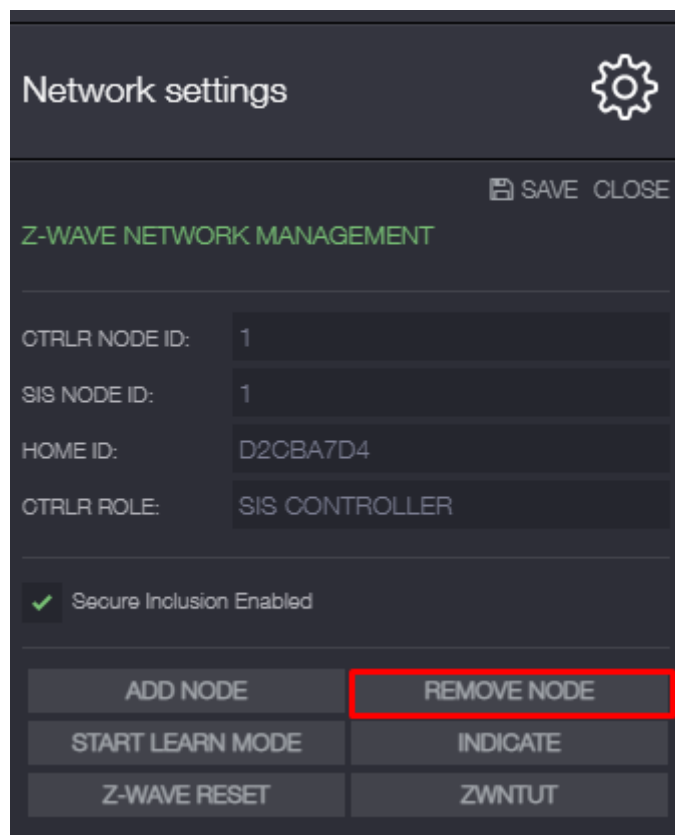 Network settings
SAVE CLOSE
Z-WAVE NETWORK MANAGEMENT
CTRLR NODE ID: 1
SIS NODE ID: 1
HOME ID: D2CBA7D4
CTRLR ROLE: SIS CONTROLLER
Secure Inclusion Enabled
ADD NODE REMOVE NODE
START LEARN MODE INDICATE
Z-WAVE RESET ZWNTUT